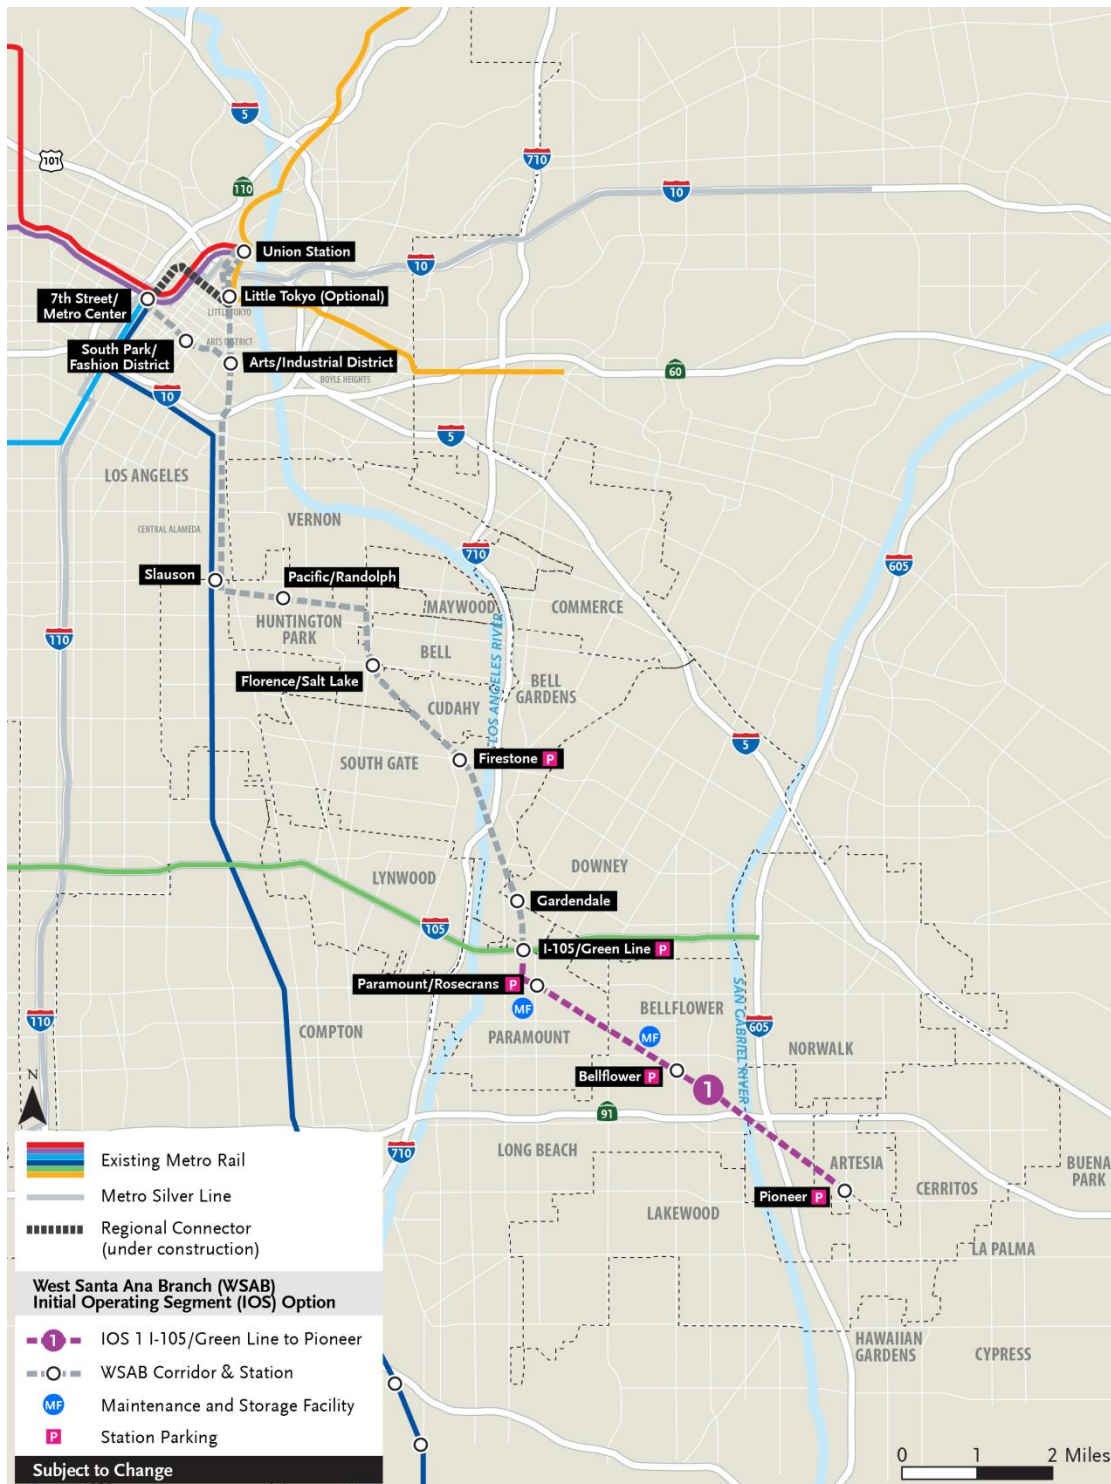 5
101
710
110
10
Union Station
10
7th Street/
Metro Center
Little Tokyo (Optional)
LITTLE TOKYO
South Park/
Fashion District
ARTS DISTRICT
Arts/Industrial District
BOYLE HEIGHTS
60
10
5
LOS ANGELES
VERNON
CENTRAL ALAMEDA
710
605
Slauson
Pacific/Randolph
MAYWOOD
COMMERCE
HUNTINGTON
PARK
110
LOS ANGELES RIVER
BELL
Florence/Salt Lake
BELL
GARDENS
CUDAHY
5
SOUTH GATE
Firestone P
DOWNEY
LYNWOOD
Gardendale
105
I-105/Green Line P
Paramount/Rosecrans P
MF
BELLFLOWER
110
COMPTON
PARAMOUNT
MF
605
NORWALK
SAN GABRIEL RIVER
Bellflower P
1
N
91
710
LONG BEACH
ARTESIA
BUENA
PARK
Pioneer P
CERRITOS
LAKEWOOD
LA PALMA
HAWAIIAN
GARDENS
CYPRESS
Existing Metro Rail
Metro Silver Line
Regional Connector
(under construction)
West Santa Ana Branch (WSAB)
Initial Operating Segment (IOS) Option
1 IOS 1 I-105/Green Line to Pioneer
WSAB Corridor & Station
MF Maintenance and Storage Facility
P Station Parking
Subject to Change
0 1 2 Miles